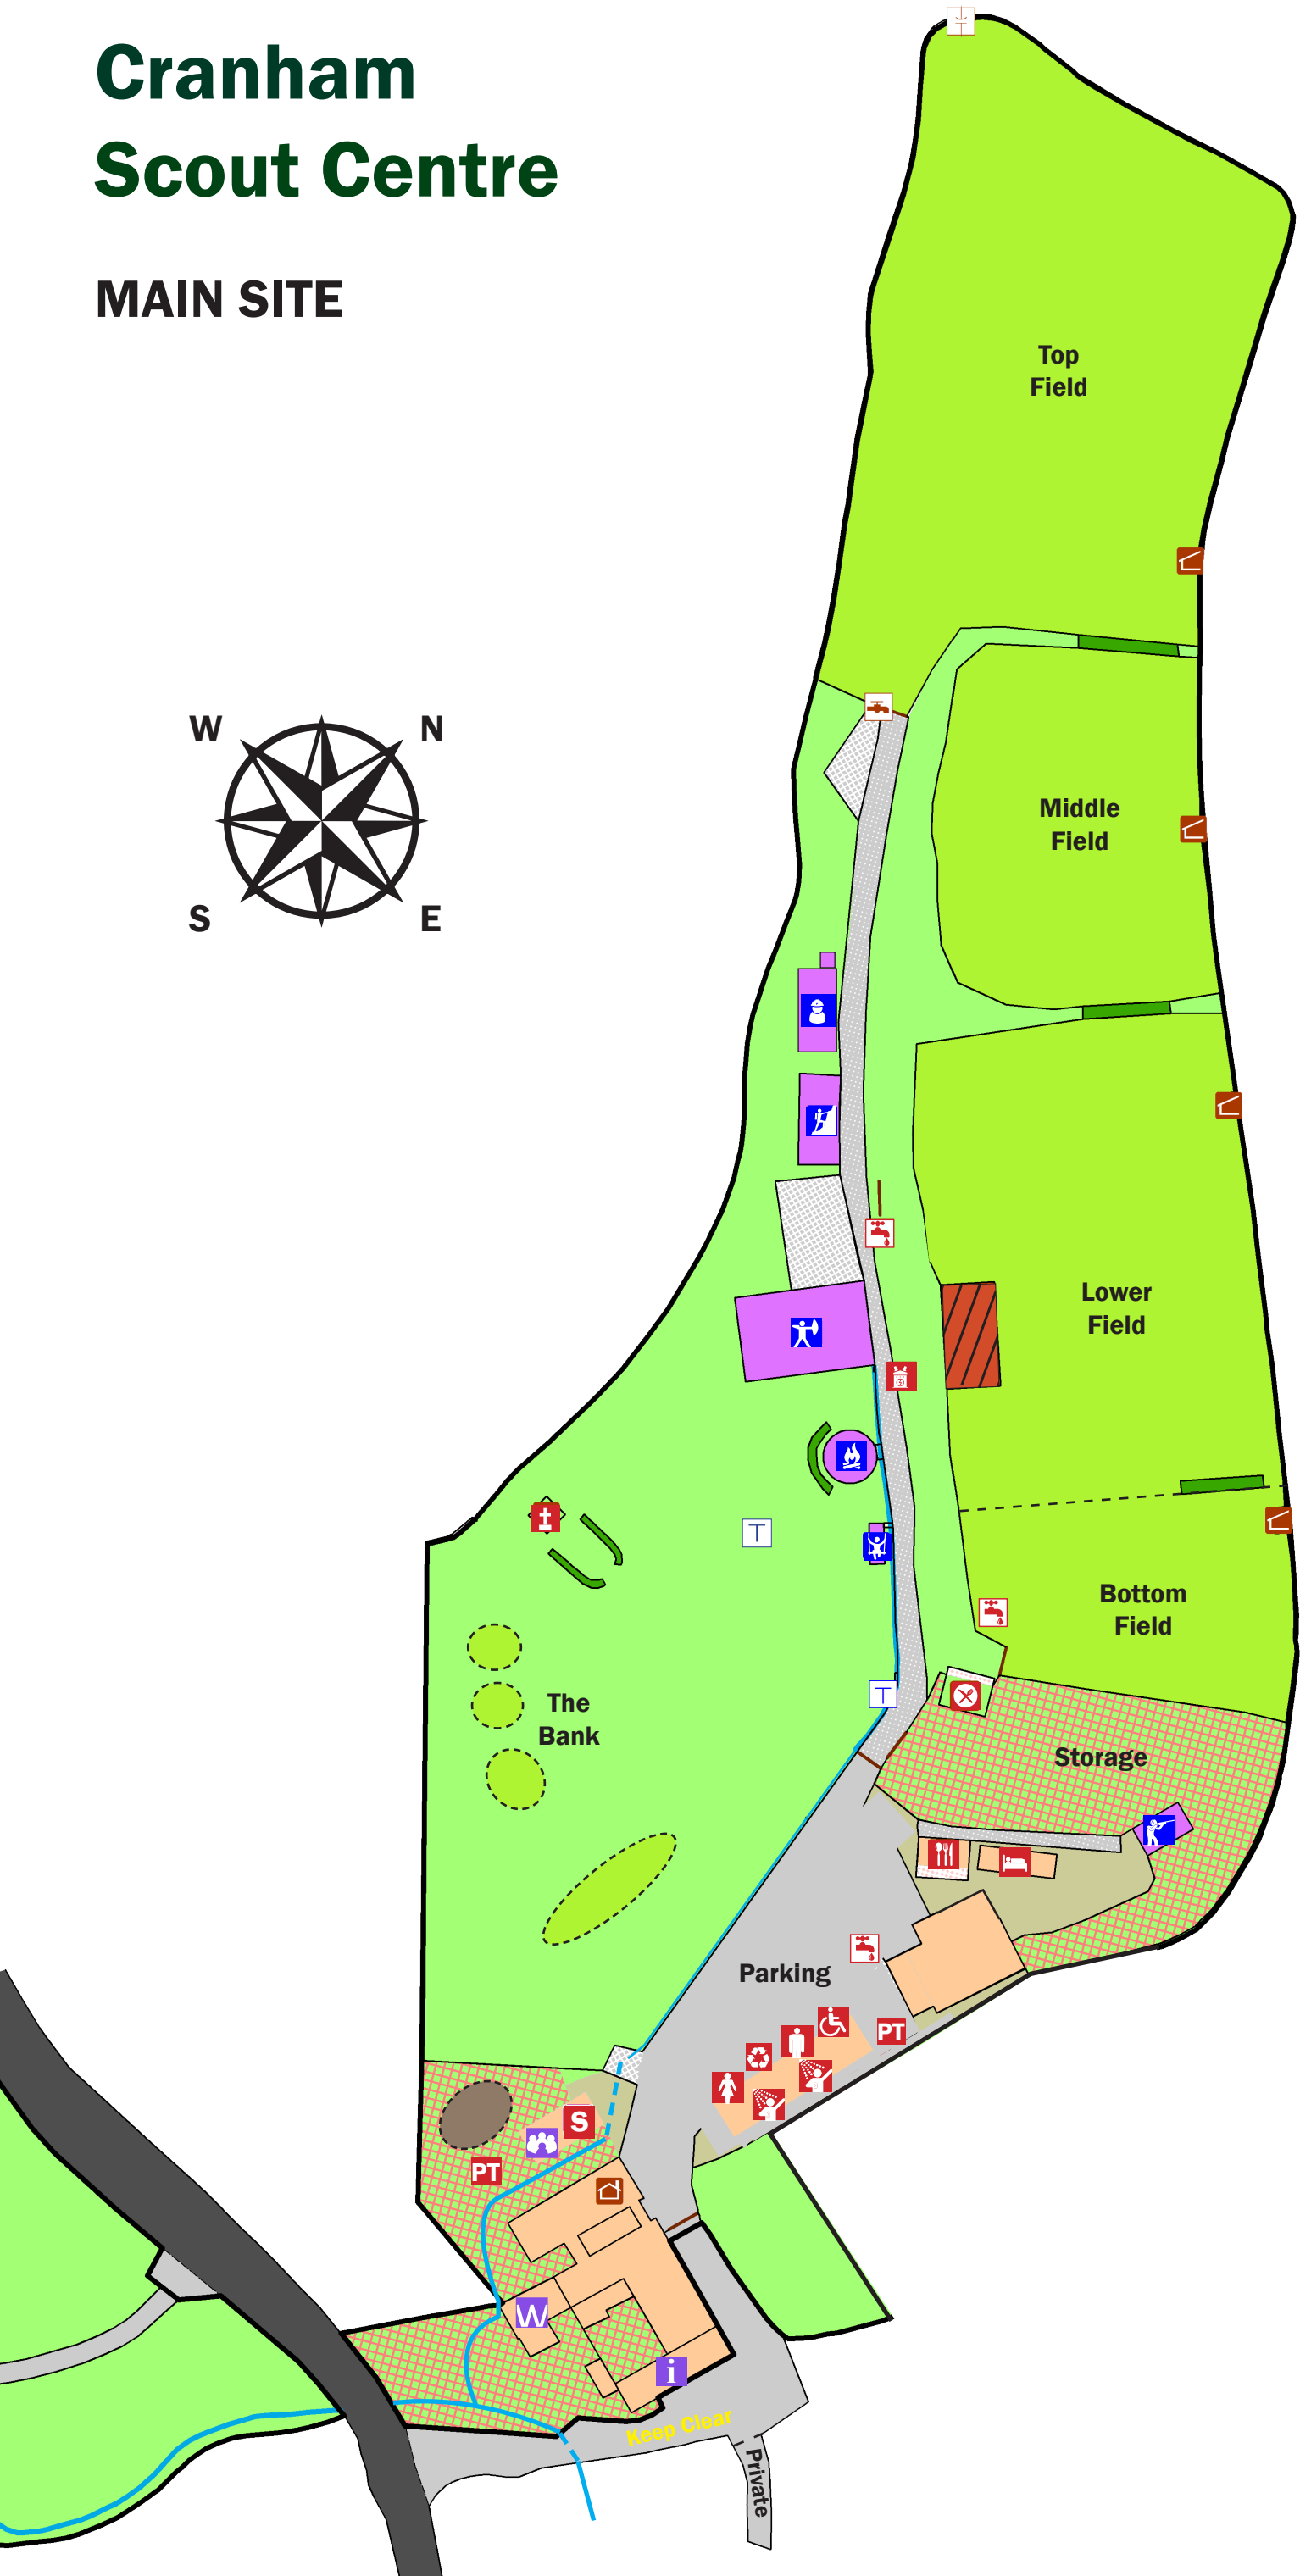 Cranham
Scout Centre
MAIN SITE
Top
Field
W
N
S
E
Middle
Field
Lower
Field
T
Bottom
Field
T
The
Bank
Storage
Parking
PT
S
PT
W
i
Keep Clear
Private